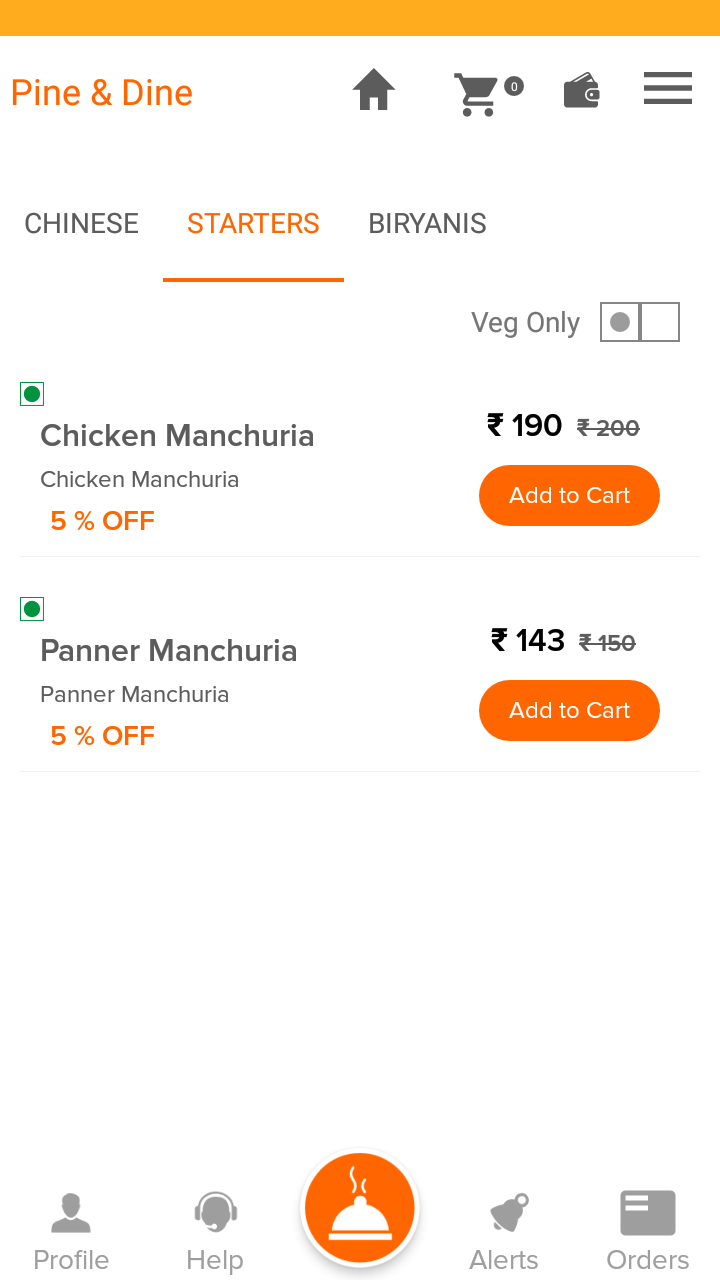 Pine & Dine
0
CHINESE STARTERS BIRYANIS
Veg Only
Chicken Manchuria
₹ 190 ₹ 200
Chicken Manchuria
Add to Cart
5 % OFF
Panner Manchuria
₹ 143 ₹ 150
Panner Manchuria
Add to Cart
5 % OFF
Profile Help Alerts Orders